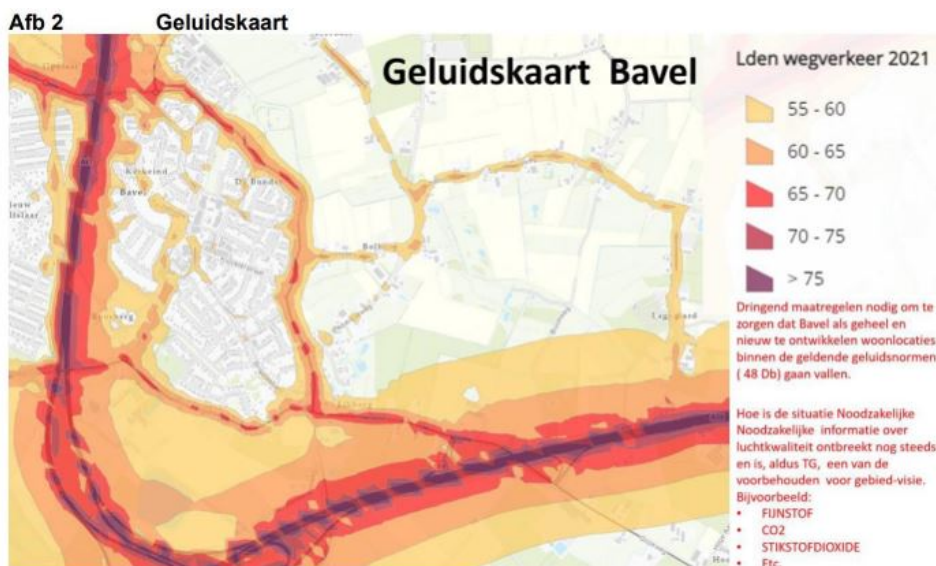 Afb 2 Geluidskaart
Geluidskaart Bavel
Lden wegverkeer 2021
55 - 60
60 - 65
65 - 70
70 - 75
> 75
Dringend maatregelen nodig om te
zorgen dat Bavel als geheel en
nieuw te ontwikkelen woonlocaties
binnen de geldende geluidsnormen
( 48 Db) gaan vallen.
Hoe is de situatie Noodzakelijke
Noodzakelijke informatie over
luchtkwaliteit ontbreekt nog steeds
en is, aldus TG, een van de
voorbehouden voor gebied-visie.
Bijvoorbeeld:
• FIJNSTOF
• CO2
• STIKSTOFDIOXIDE
• Etc
Kerkeind
Bavel